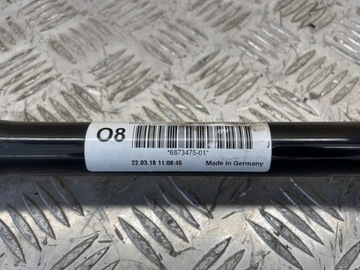 O8
*6873475-01*
22.03.18 11:08:45 Made in Germany